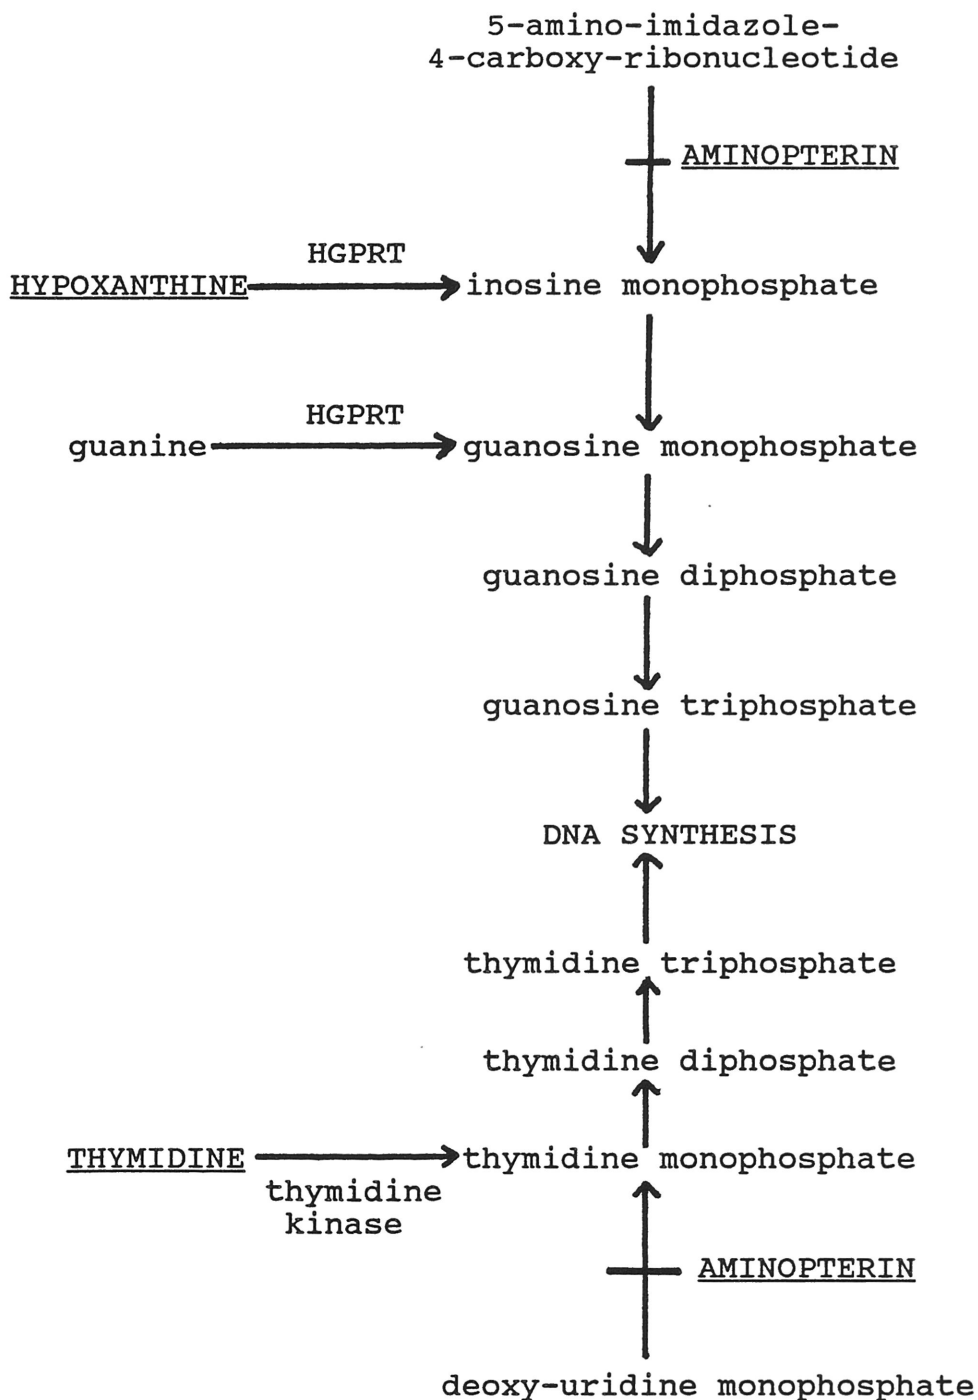 5-amino-imidazole-
4-carboxy-ribonucleotide
AMINOPTERIN
HGPRT
HYPOXANTHINE
inosine monophosphate
HGPRT
guanine
guanosine monophosphate
guanosine diphosphate
guanosine triphosphate
DNA SYNTHESIS
thymidine triphosphate
thymidine diphosphate
THYMIDINE
thymidine monophosphate
thymidine
kinase
AMINOPTERIN
deoxy-uridine monophosphate